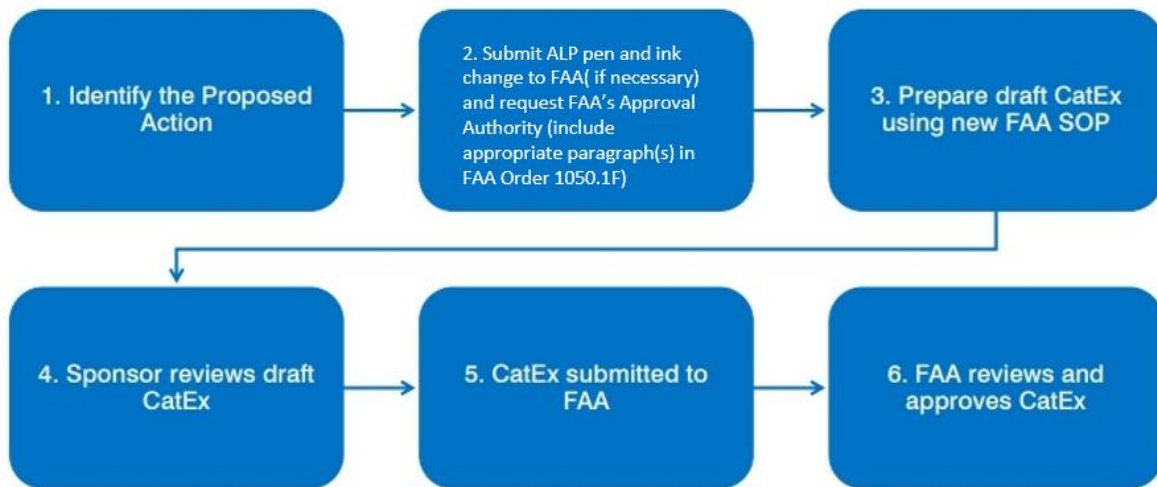 1. Identify the Proposed
Action
2. Submit ALP pen and ink
change to FAA( if necessary)
and request FAA's Approval
Authority (include
appropriate paragraph(s) in
FAA Order 1050.1F)
3. Prepare draft CatEx
using new FAA SOP
4. Sponsor reviews draft
CatEx
5. CatEx submitted to
FAA
6. FAA reviews and
approves CatEx